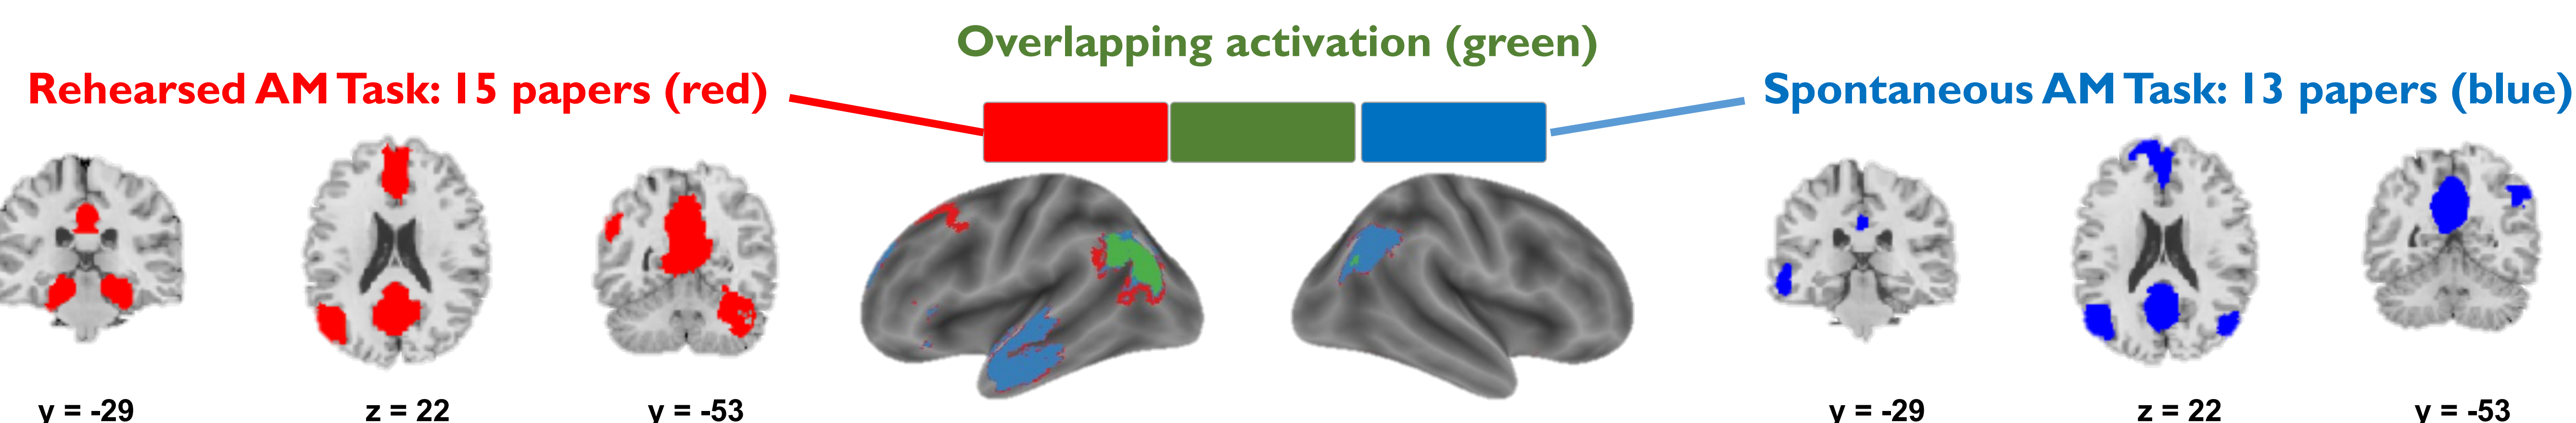 Overlapping activation (green)
Rehearsed AM Task: 15 papers (red)
Spontaneous AM Task: 13 papers (blue)
y = -29
z = 22
y = -53
y = -29
z = 22
y = -53